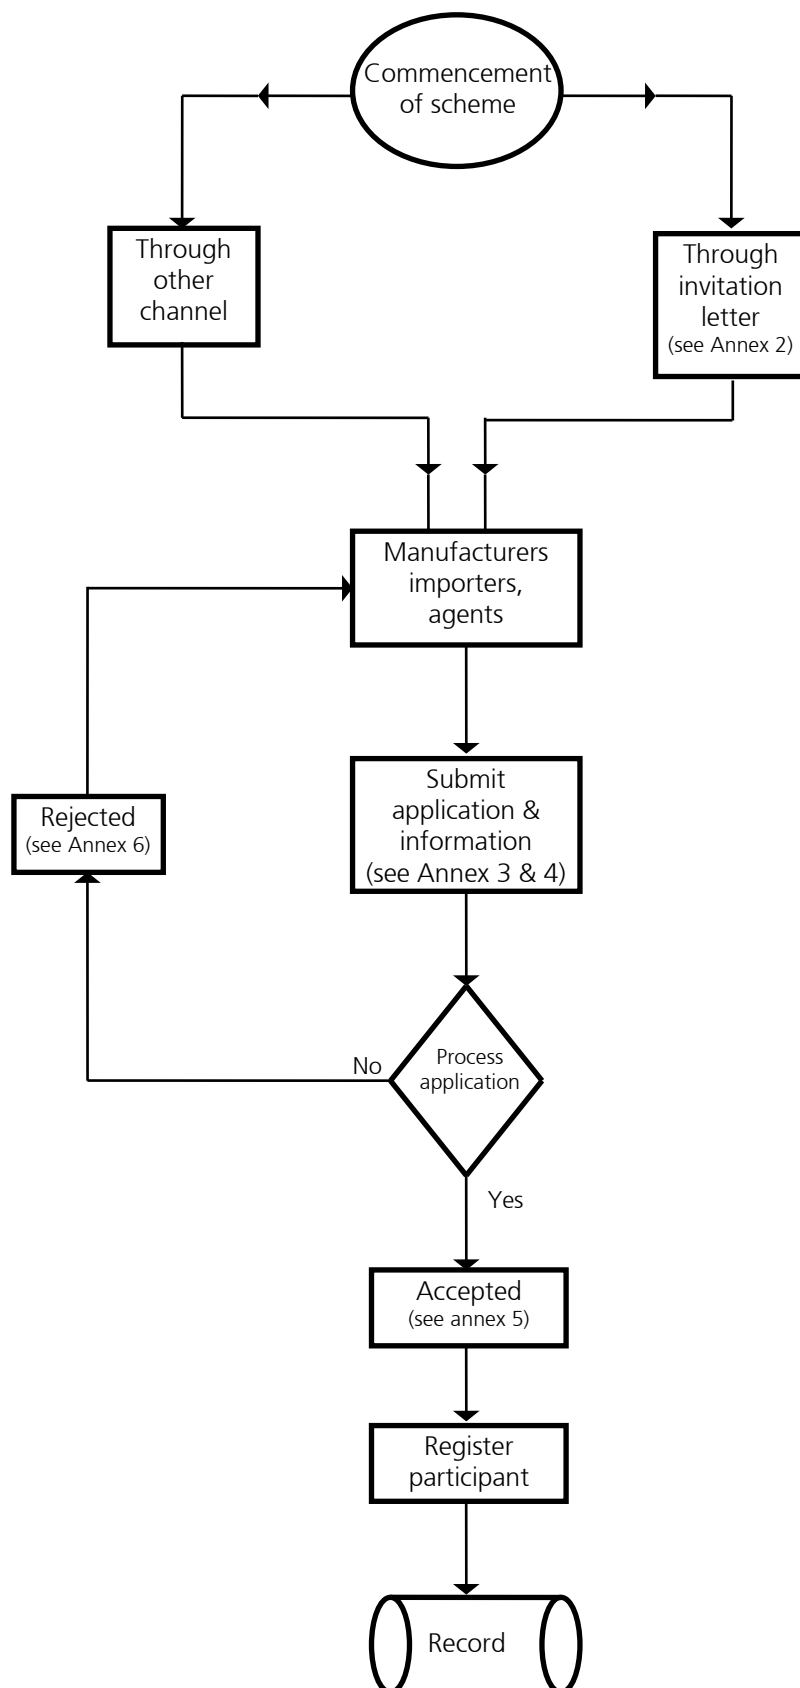 Commencement
of scheme
Through
other
channel
Through
invitation
letter
(see Annex 2)
Manufacturers
importers,
agents
Submit
application &
information
(see Annex 3 & 4)
Rejected
(see Annex 6)
Process
application
No
Yes
Accepted
(see annex 5)
Register
participant
Record